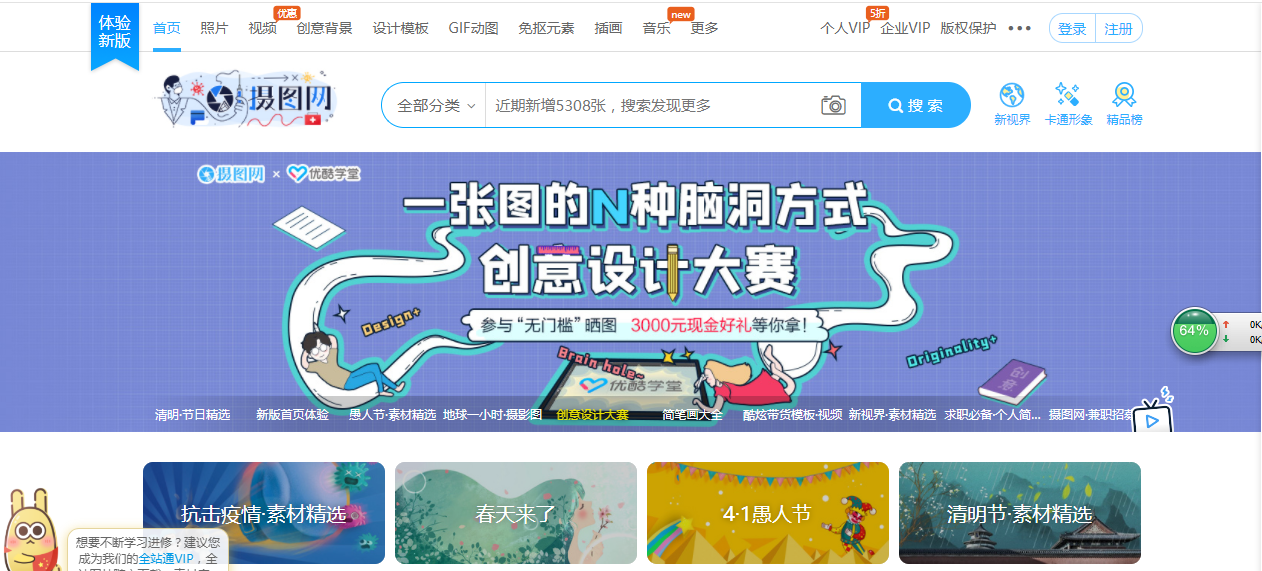 体验
新版
首页 照片 视频 优惠 创意背景 设计模板 GIF动图 免抠元素 插画 音乐 new 更多 个人VIP 5折 企业VIP 版权保护 登录 注册
摄图网
全部分类 近期新增5308张，搜索发现更多 搜 索
新视界 卡通形象 精品榜
摄图网 × 优酷学堂
一张图的N种脑洞方式
创意设计大赛
参与“无门槛”晒图 3000元现金好礼等你拿！
Design+
Brain hole~
Originality+
优酷学堂
创意
64%
0K
0K
清明·节日精选 新版首页体验 愚人节·素材精选 地球一小时·摄影图 创意设计大赛 简笔画大全 酷炫带货模板·视频 新视界·素材精选 求职必备·个人简... 摄图网·兼职招募
抗击疫情·素材精选 春天来了 4·1愚人节 清明节·素材精选
想要不断学习进修？建议您
成为我们的全站通VIP，全